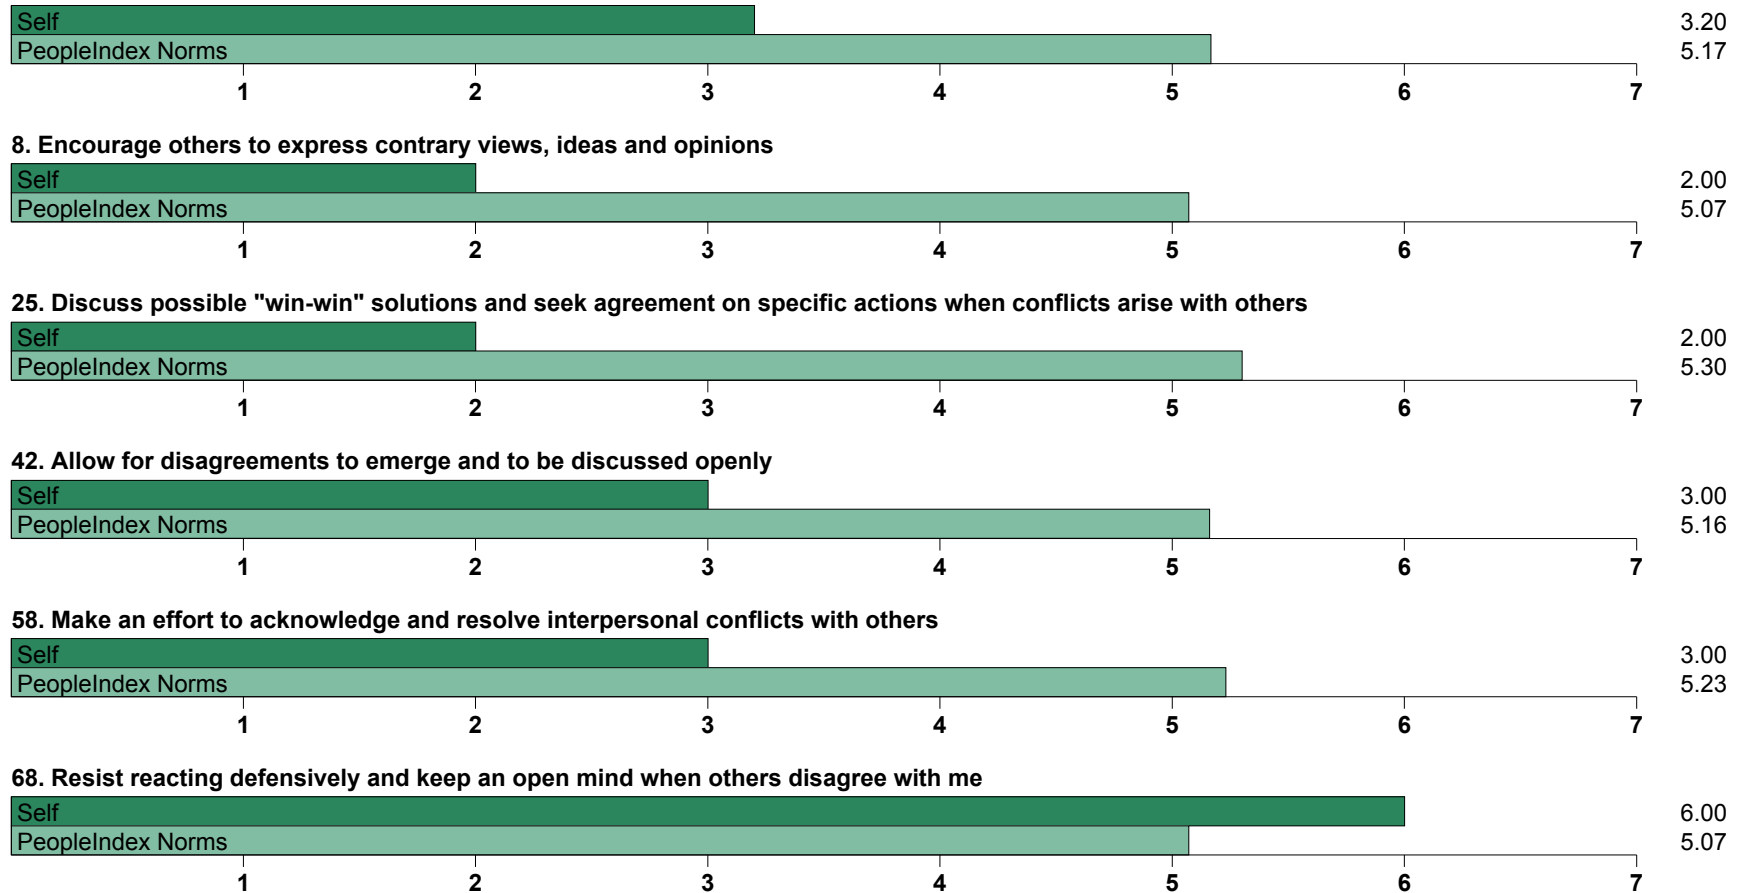 Self 3.20
PeopleIndex Norms 5.17
1 2 3 4 5 6 7
8. Encourage others to express contrary views, ideas and opinions
Self 2.00
PeopleIndex Norms 5.07
1 2 3 4 5 6 7
25. Discuss possible "win-win" solutions and seek agreement on specific actions when conflicts arise with others
Self 2.00
PeopleIndex Norms 5.30
1 2 3 4 5 6 7
42. Allow for disagreements to emerge and to be discussed openly
Self 3.00
PeopleIndex Norms 5.16
1 2 3 4 5 6 7
58. Make an effort to acknowledge and resolve interpersonal conflicts with others
Self 3.00
PeopleIndex Norms 5.23
1 2 3 4 5 6 7
68. Resist reacting defensively and keep an open mind when others disagree with me
Self 6.00
PeopleIndex Norms 5.07
1 2 3 4 5 6 7